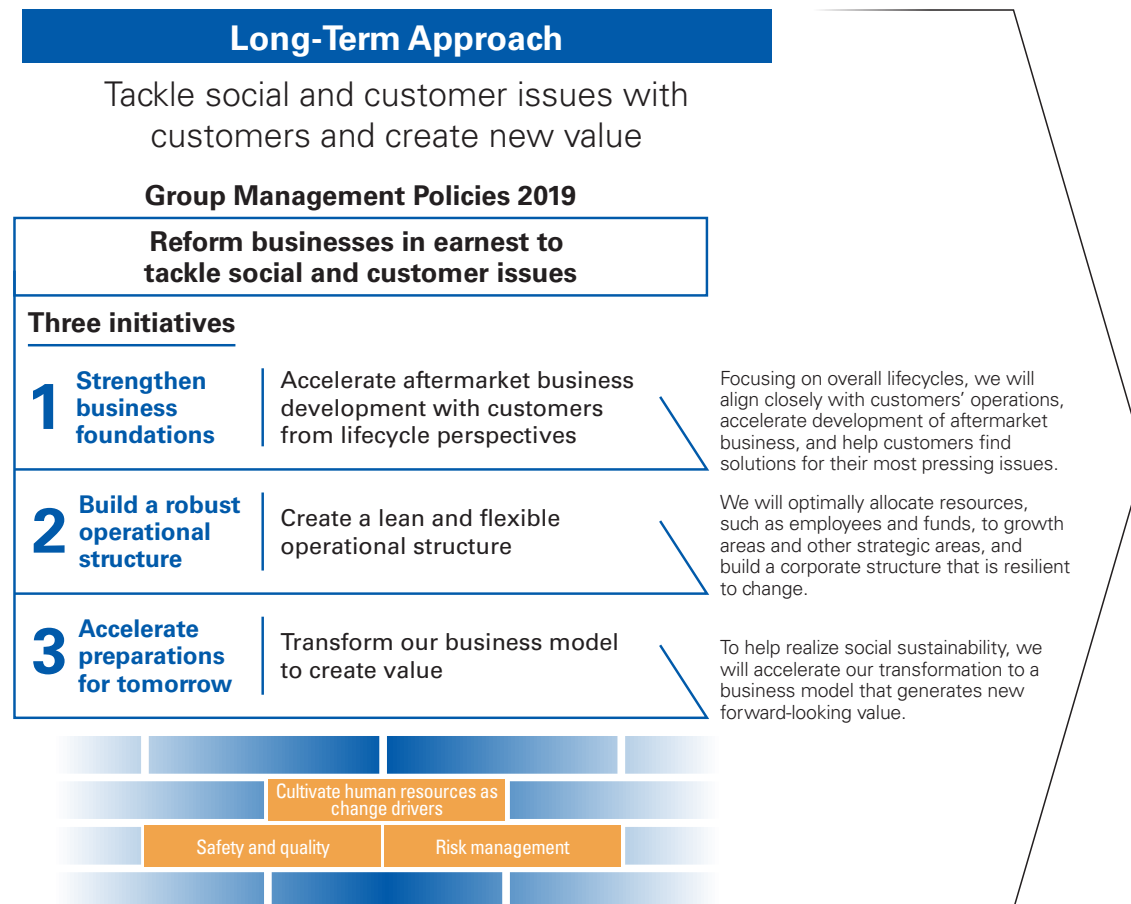 Long-Term Approach
Tackle social and customer issues with
customers and create new value
Group Management Policies 2019
Reform businesses in earnest to
tackle social and customer issues
Three initiatives
1
Strengthen
business
foundations
Accelerate aftermarket business
development with customers
from lifecycle perspectives
Focusing on overall lifecycles, we will
align closely with customers’ operations,
accelerate development of aftermarket
business, and help customers find
solutions for their most pressing issues.
2
Build a robust
operational
structure
Create a lean and flexible
operational structure
We will optimally allocate resources,
such as employees and funds, to growth
areas and other strategic areas, and
build a corporate structure that is resilient
to change.
3
Accelerate
preparations
for tomorrow
Transform our business model
to create value
To help realize social sustainability, we
will accelerate our transformation to a
business model that generates new
forward-looking value.
Cultivate human resources as
change drivers
Safety and quality
Risk management